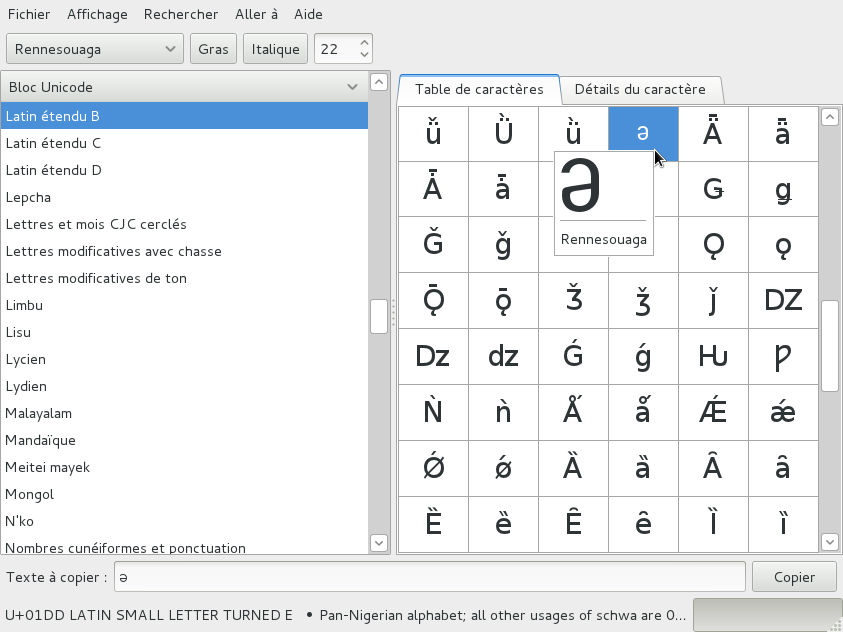 Fichier Affichage Rechercher Aller à Aide
Rennesouaga Gras Italique 22
Bloc Unicode
Latin étendu B
Latin étendu C
Latin étendu D
Lepcha
Lettres et mois CJC cerclés
Lettres modificatives avec chasse
Lettres modificatives de ton
Limbu
Lisu
Lycien
Lydien
Malayalam
Mandaïque
Meitei mayek
Mongol
N'ko
Nombres cunéiformes et ponctuation
Table de caractères Détails du caractère
ǚ Ǜ ǜ ǝ Ǟ ǟ
Ǡ ǡ Ǥ ǥ
Ǧ ǧ Ǫ ǫ
Ǭ ǭ Ǯ ǯ ǰ DZ
Dz dz Ǵ ǵ Ƕ Ƿ
Ǹ ǹ Ǻ ǻ Ǽ ǽ
Ǿ ǿ Ȁ ȁ Ȃ ȃ
Ȅ ȅ Ȇ ȇ Ȉ ȉ
ǝ
Rennesouaga
Texte à copier : ǝ Copier
U+01DD LATIN SMALL LETTER TURNED E • Pan-Nigerian alphabet; all other usages of schwa are 0...